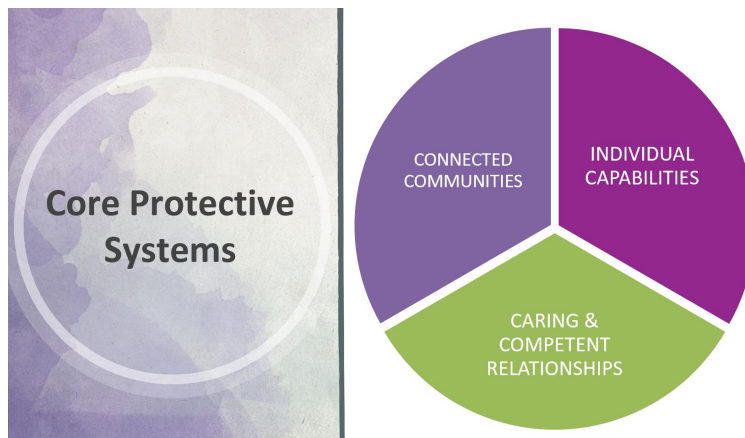 Core Protective
Systems
CONNECTED
COMMUNITIES
INDIVIDUAL
CAPABILITIES
CARING &
COMPETENT
RELATIONSHIPS